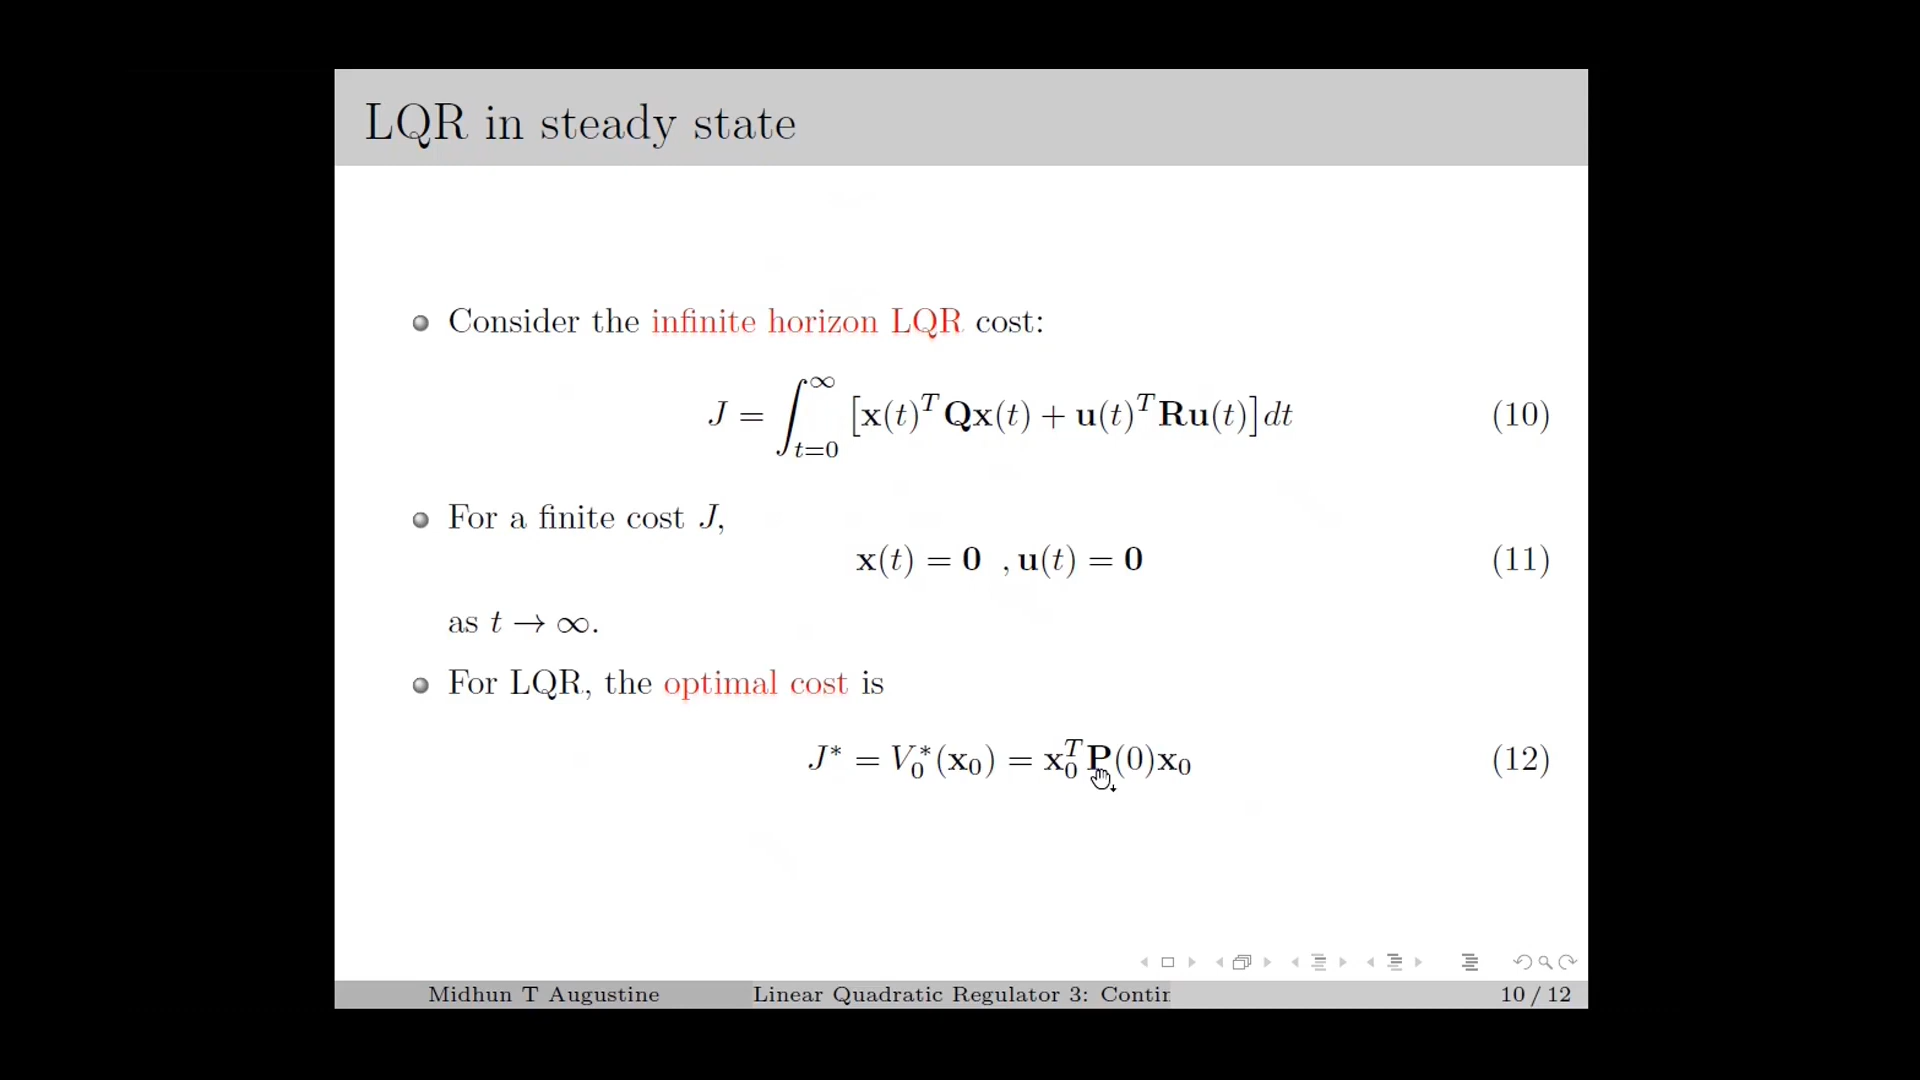 LQR in steady state
Consider the infinite horizon LQR cost:
J = ∫_{t=0}^{∞} [x(t)^T Qx(t) + u(t)^T Ru(t)]dt (10)
For a finite cost J,
x(t) = 0 , u(t) = 0 (11)
as t → ∞.
For LQR, the optimal cost is
J* = V_0^*(x_0) = x_0^T P(0)x_0 (12)
Midhun T Augustine Linear Quadratic Regulator 3: Contin 10 / 12